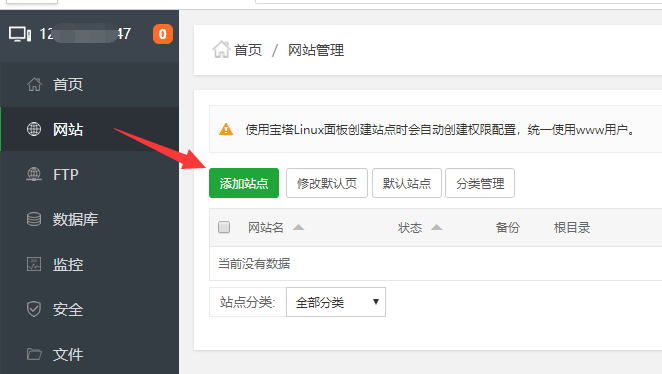 12 47 0
首页
网站
FTP
数据库
监控
安全
文件
首页 / 网站管理
使用宝塔Linux面板创建站点时会自动创建权限配置，统一使用www用户。
添加站点 修改默认页 默认站点 分类管理
网站名 状态 备份 根目录
当前没有数据
站点分类: 全部分类